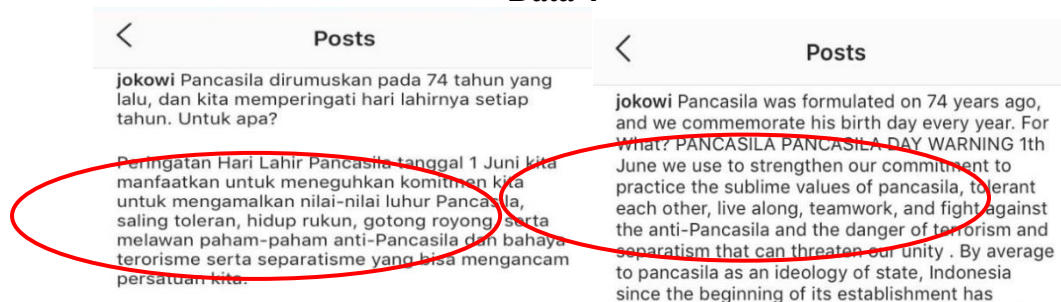 Posts
jokowi Pancasila dirumuskan pada 74 tahun yang
lalu, dan kita memperingati hari lahirnya setiap
tahun. Untuk apa?
Peringatan Hari Lahir Pancasila tanggal 1 Juni kita
manfaatkan untuk meneguhkan komitmen kita
untuk mengamalkan nilai-nilai luhur Pancasila,
saling toleran, hidup rukun, gotong royong, serta
melawan paham-paham anti-Pancasila dan bahaya
terorisme serta separatisme yang bisa mengancam
persatuan kita.
Posts
jokowi Pancasila was formulated on 74 years ago,
and we commemorate his birth day every year. For
What? PANCASILA PANCASILA DAY WARNING 1th
June we use to strengthen our commitment to
practice the sublime values of pancasila, tolerant
each other, live along, teamwork, and fight against
the anti-Pancasila and the danger of terrorism and
separatism that can threaten our unity . By average
to pancasila as an ideology of state, Indonesia
since the beginning of its establishment has